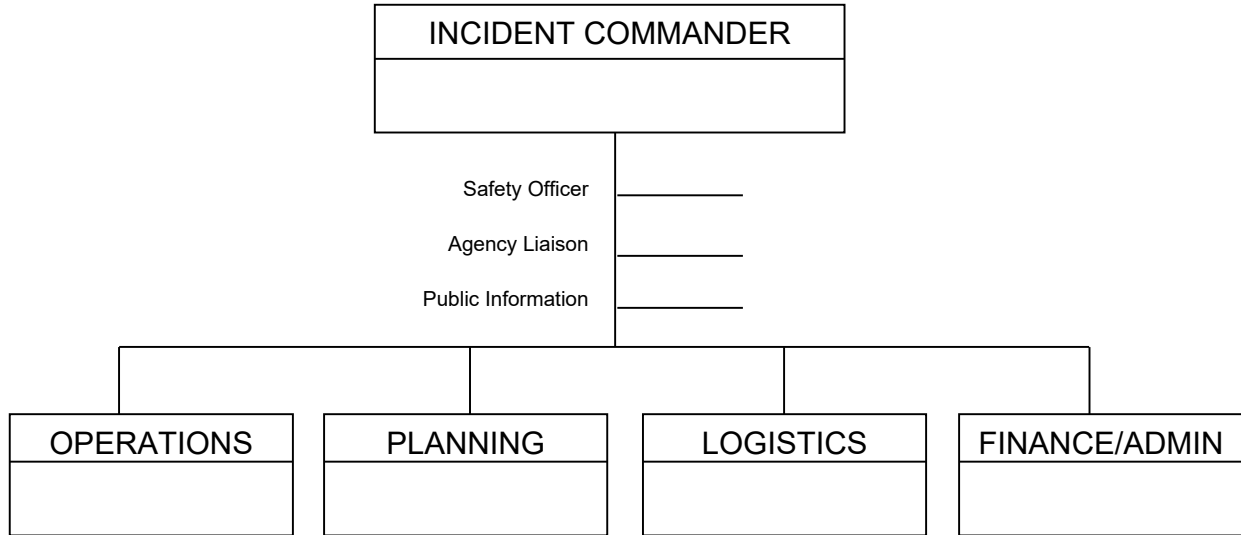 INCIDENT COMMANDER
Safety Officer
Agency Liaison
Public Information
OPERATIONS
PLANNING
LOGISTICS
FINANCE/ADMIN